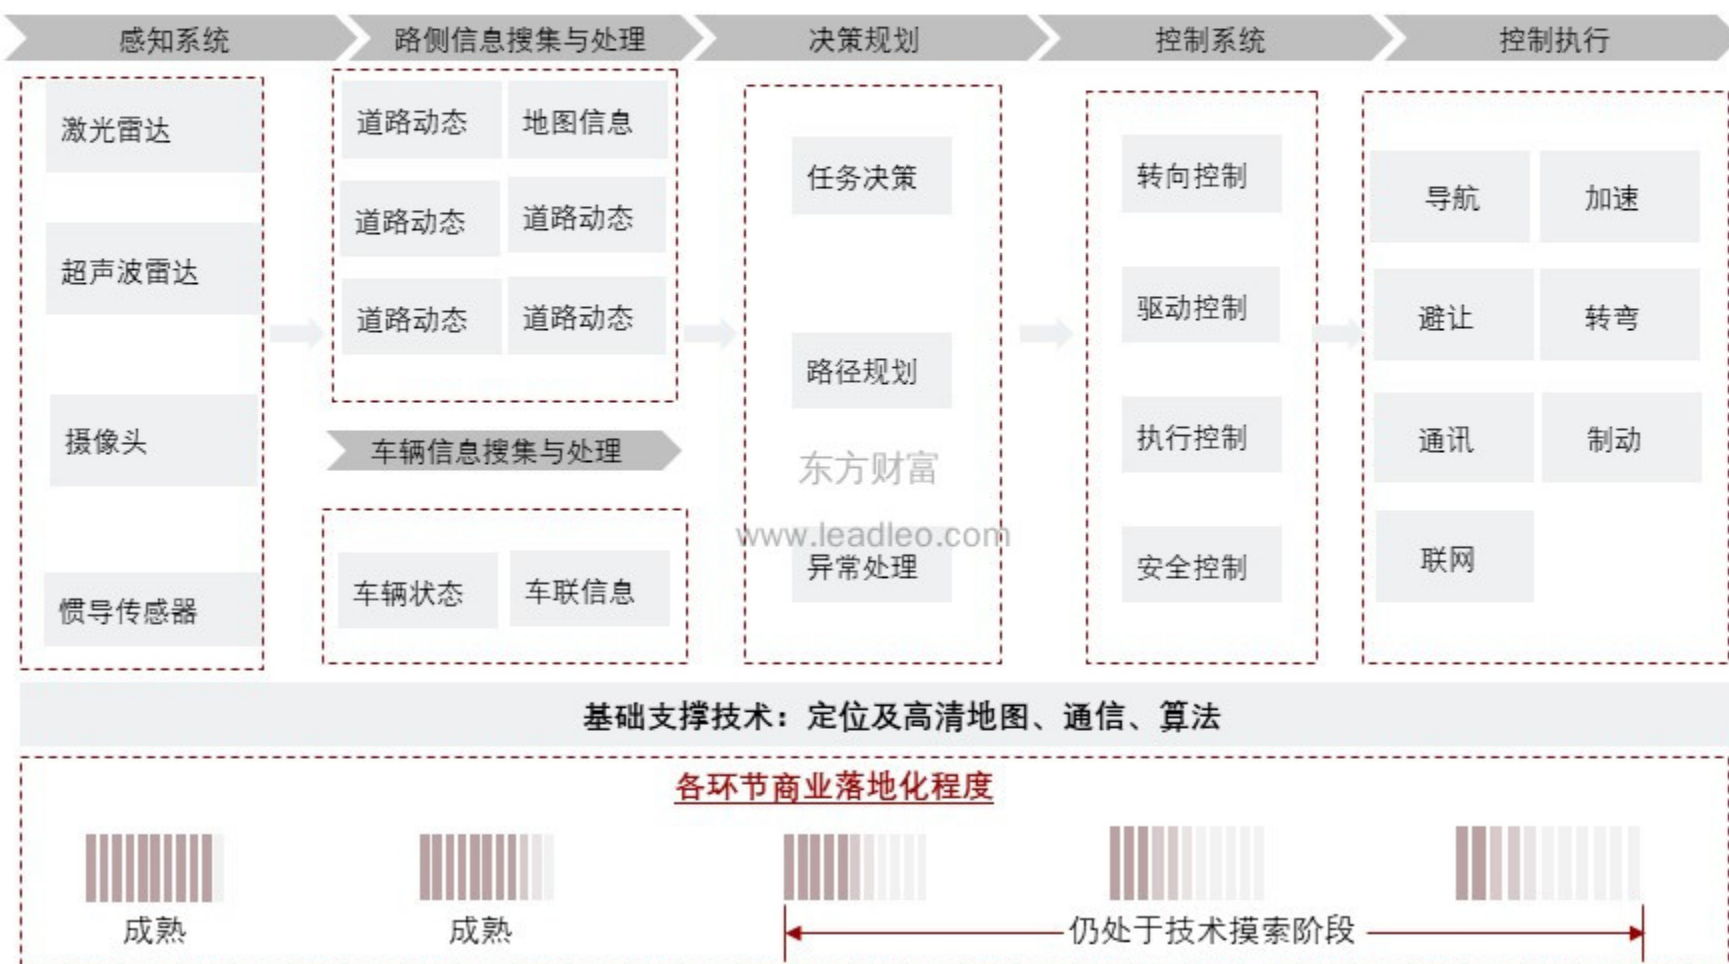 感知系统
路侧信息搜集与处理
决策规划
控制系统
控制执行
激光雷达
超声波雷达
摄像头
惯导传感器
道路动态 地图信息
道路动态 道路动态
道路动态 道路动态
车辆信息搜集与处理
车辆状态 车联信息
任务决策
路径规划
东方财富
www.leadleo.com
异常处理
转向控制
驱动控制
执行控制
安全控制
导航 加速
避让 转弯
通讯 制动
联网
基础支撑技术：定位及高清地图、通信、算法
各环节商业落地化程度
成熟
成熟
仍处于技术摸索阶段